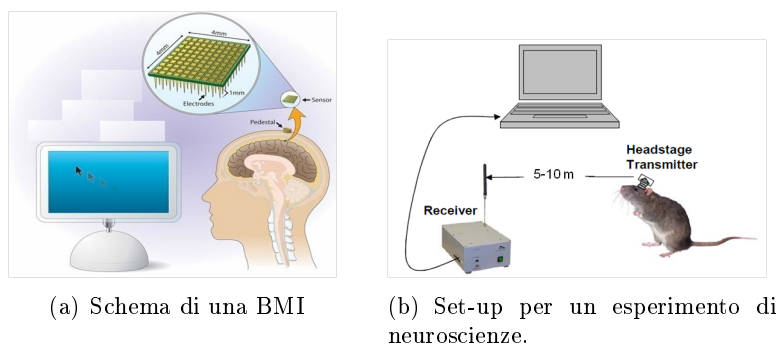 4mm
4mm
1mm
Electrodes
Sensor
Pedestal
(a) Schema di una BMI
Headstage
Transmitter
5-10 m
Receiver
(b) Set-up per un esperimento di
neuroscienze.